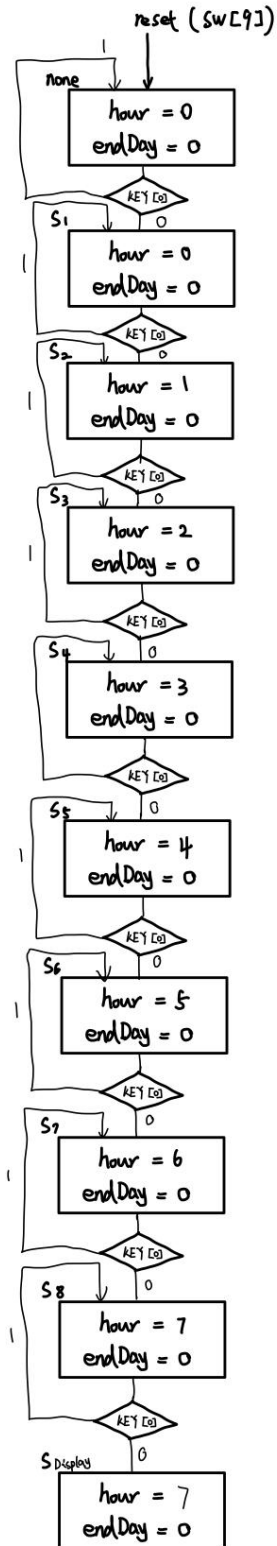 reset (SW[9])
1
none
hour = 0
endDay = 0
KEY[0]
0
S1
1
hour = 0
endDay = 0
KEY[0]
0
S2
1
hour = 1
endDay = 0
KEY[0]
0
S3
1
hour = 2
endDay = 0
KEY[0]
0
S4
1
hour = 3
endDay = 0
KEY[0]
0
S5
1
hour = 4
endDay = 0
KEY[0]
0
S6
1
hour = 5
endDay = 0
KEY[0]
0
S7
1
hour = 6
endDay = 0
KEY[0]
0
S8
1
hour = 7
endDay = 0
KEY[0]
0
SDisplay
hour = 7
endDay = 0